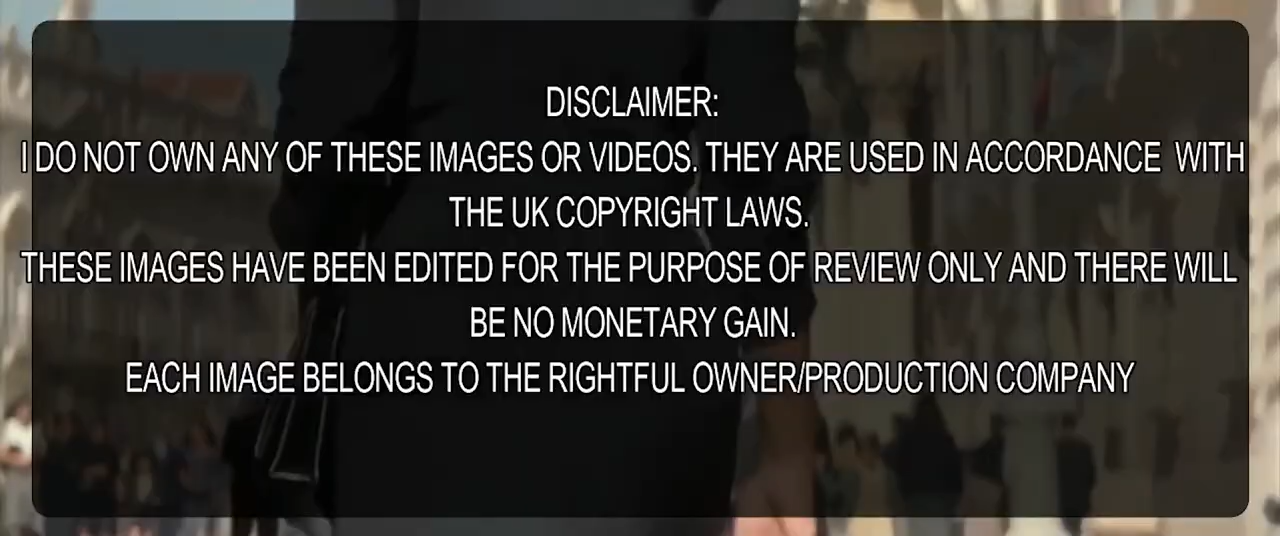 DISCLAIMER:
I DO NOT OWN ANY OF THESE IMAGES OR VIDEOS. THEY ARE USED IN ACCORDANCE WITH
THE UK COPYRIGHT LAWS.
THESE IMAGES HAVE BEEN EDITED FOR THE PURPOSE OF REVIEW ONLY AND THERE WILL
BE NO MONETARY GAIN.
EACH IMAGE BELONGS TO THE RIGHTFUL OWNER/PRODUCTION COMPANY